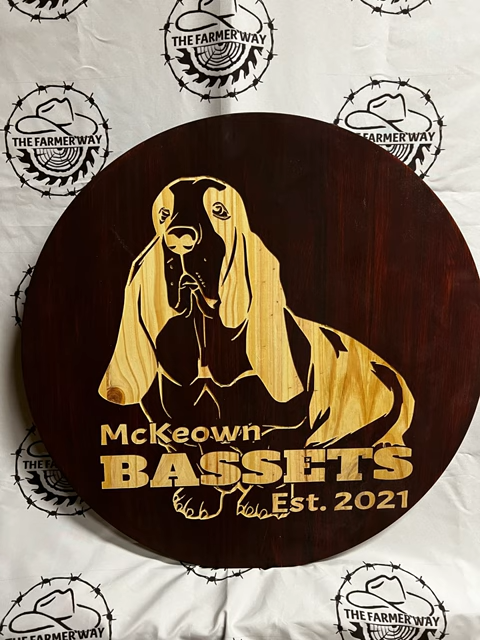 THE FARMER WAY
THE FARMER WAY
THE FARMER WAY
McKeown
BASSETS
Est. 2021
THE FARMER WAY
THE FARMER WAY